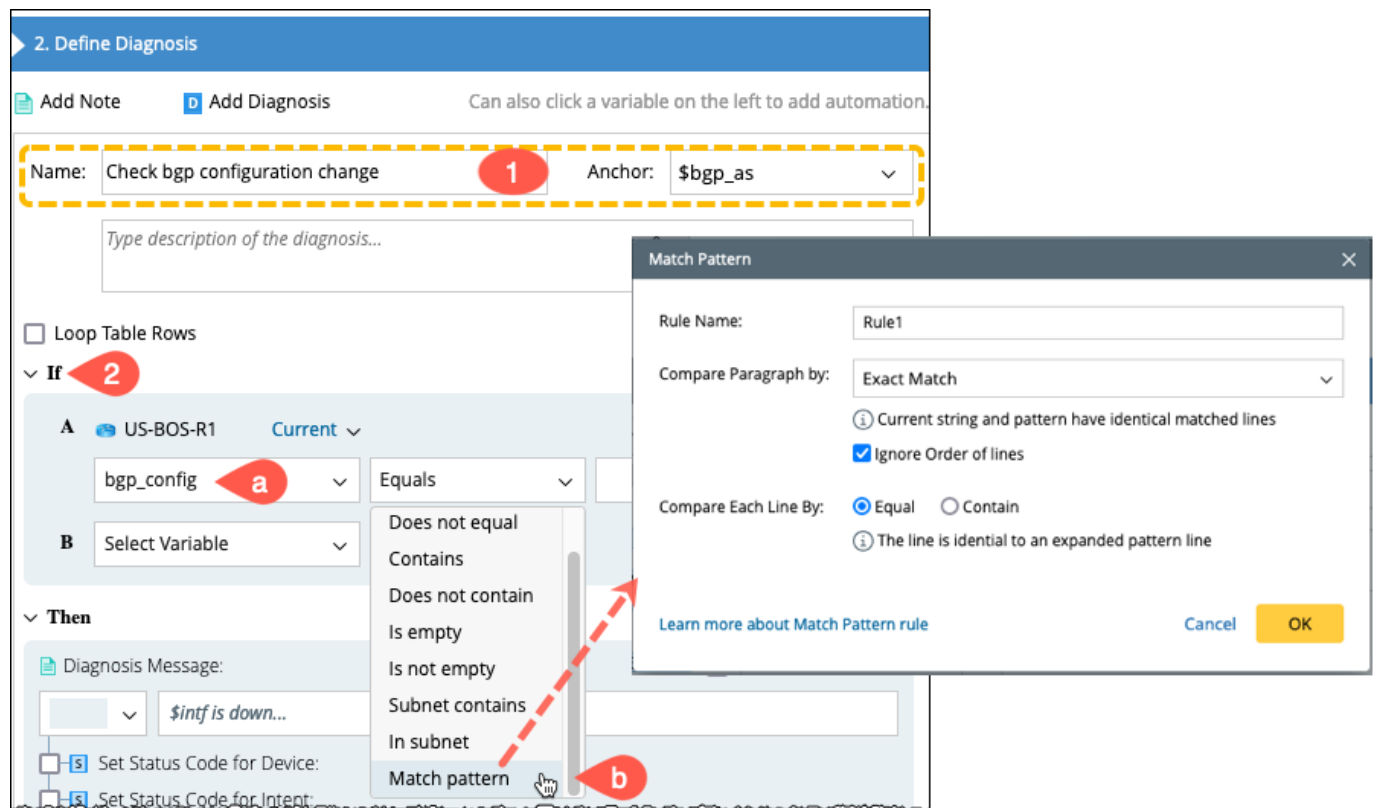 2. Define Diagnosis
Add Note
D Add Diagnosis
Can also click a variable on the left to add automation.
Name: Check bgp configuration change
1
Anchor: $bgp_as
Type description of the diagnosis...
Loop Table Rows
If
2
A US-BOS-R1 Current
bgp_config
a
Equals
B Select Variable
Does not equal
Contains
Does not contain
Is empty
Is not empty
Subnet contains
In subnet
Match pattern
b
Then
Diagnosis Message:
$intf is down...
S Set Status Code for Device:
S Set Status Code for Intent:
Match Pattern
Rule Name: Rule1
Compare Paragraph by: Exact Match
Current string and pattern have identical matched lines
Ignore Order of lines
Compare Each Line By: Equal Contain
The line is idential to an expanded pattern line
Learn more about Match Pattern rule
Cancel
OK